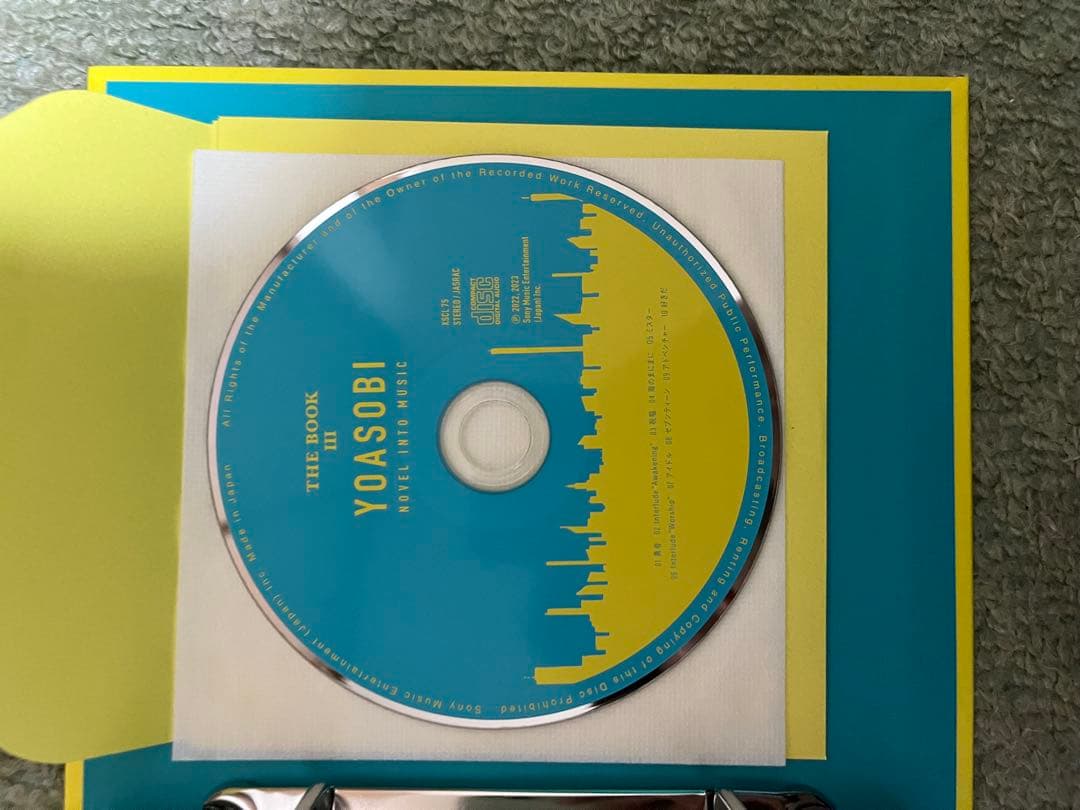 THE BOOK
III
YOASOBI
NOVEL INTO MUSIC
XSCL 75
STEREO / JASRAC
COMPACT
disc
DIGITAL AUDIO
Ⓟ 2022, 2023
Sony Music Entertainment
(Japan) Inc.
01 勇者 02 Interlude "Awakening" 03 祝福 04 海のまにまに 05 ミスター
06 Interlude "Worship" 07 アイドル 08 セブンティーン 09 アドベンチャー 10 好きだ
All Rights of the Manufacturer and of the Owner of the Recorded Work Reserved. Unauthorized Public Performance, Broadcasting, Renting and Copying of this Disc Prohibited. Sony Music Entertainment (Japan) Inc. Made in Japan